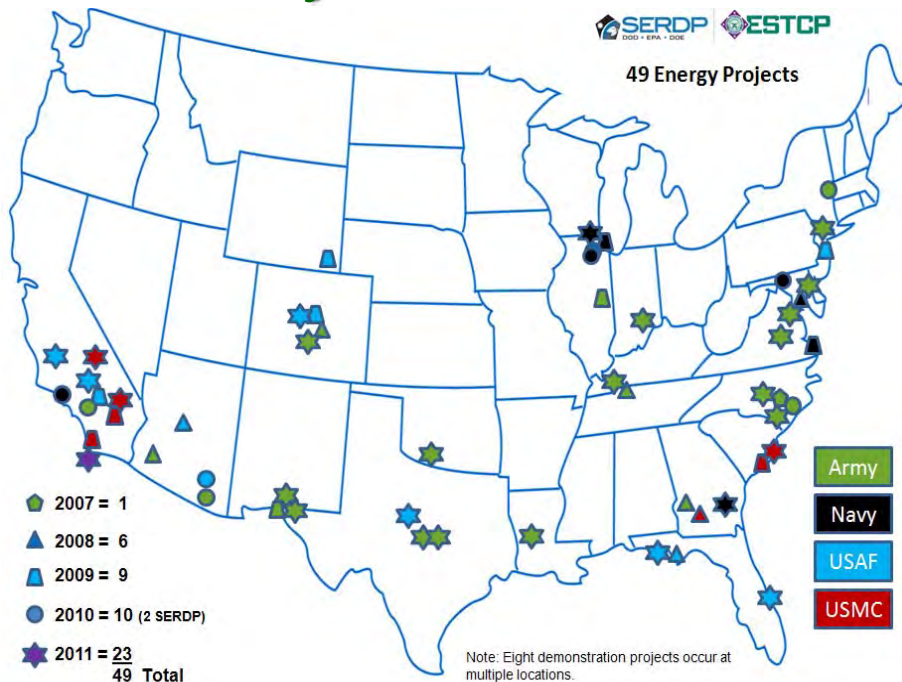 SERDP
DOD • EPA • DOE
ESTCP
49 Energy Projects
Army
Navy
USAF
USMC
2007 = 1
2008 = 6
2009 = 9
2010 = 10 (2 SERDP)
2011 = 23
49 Total
Note: Eight demonstration projects occur at
multiple locations.